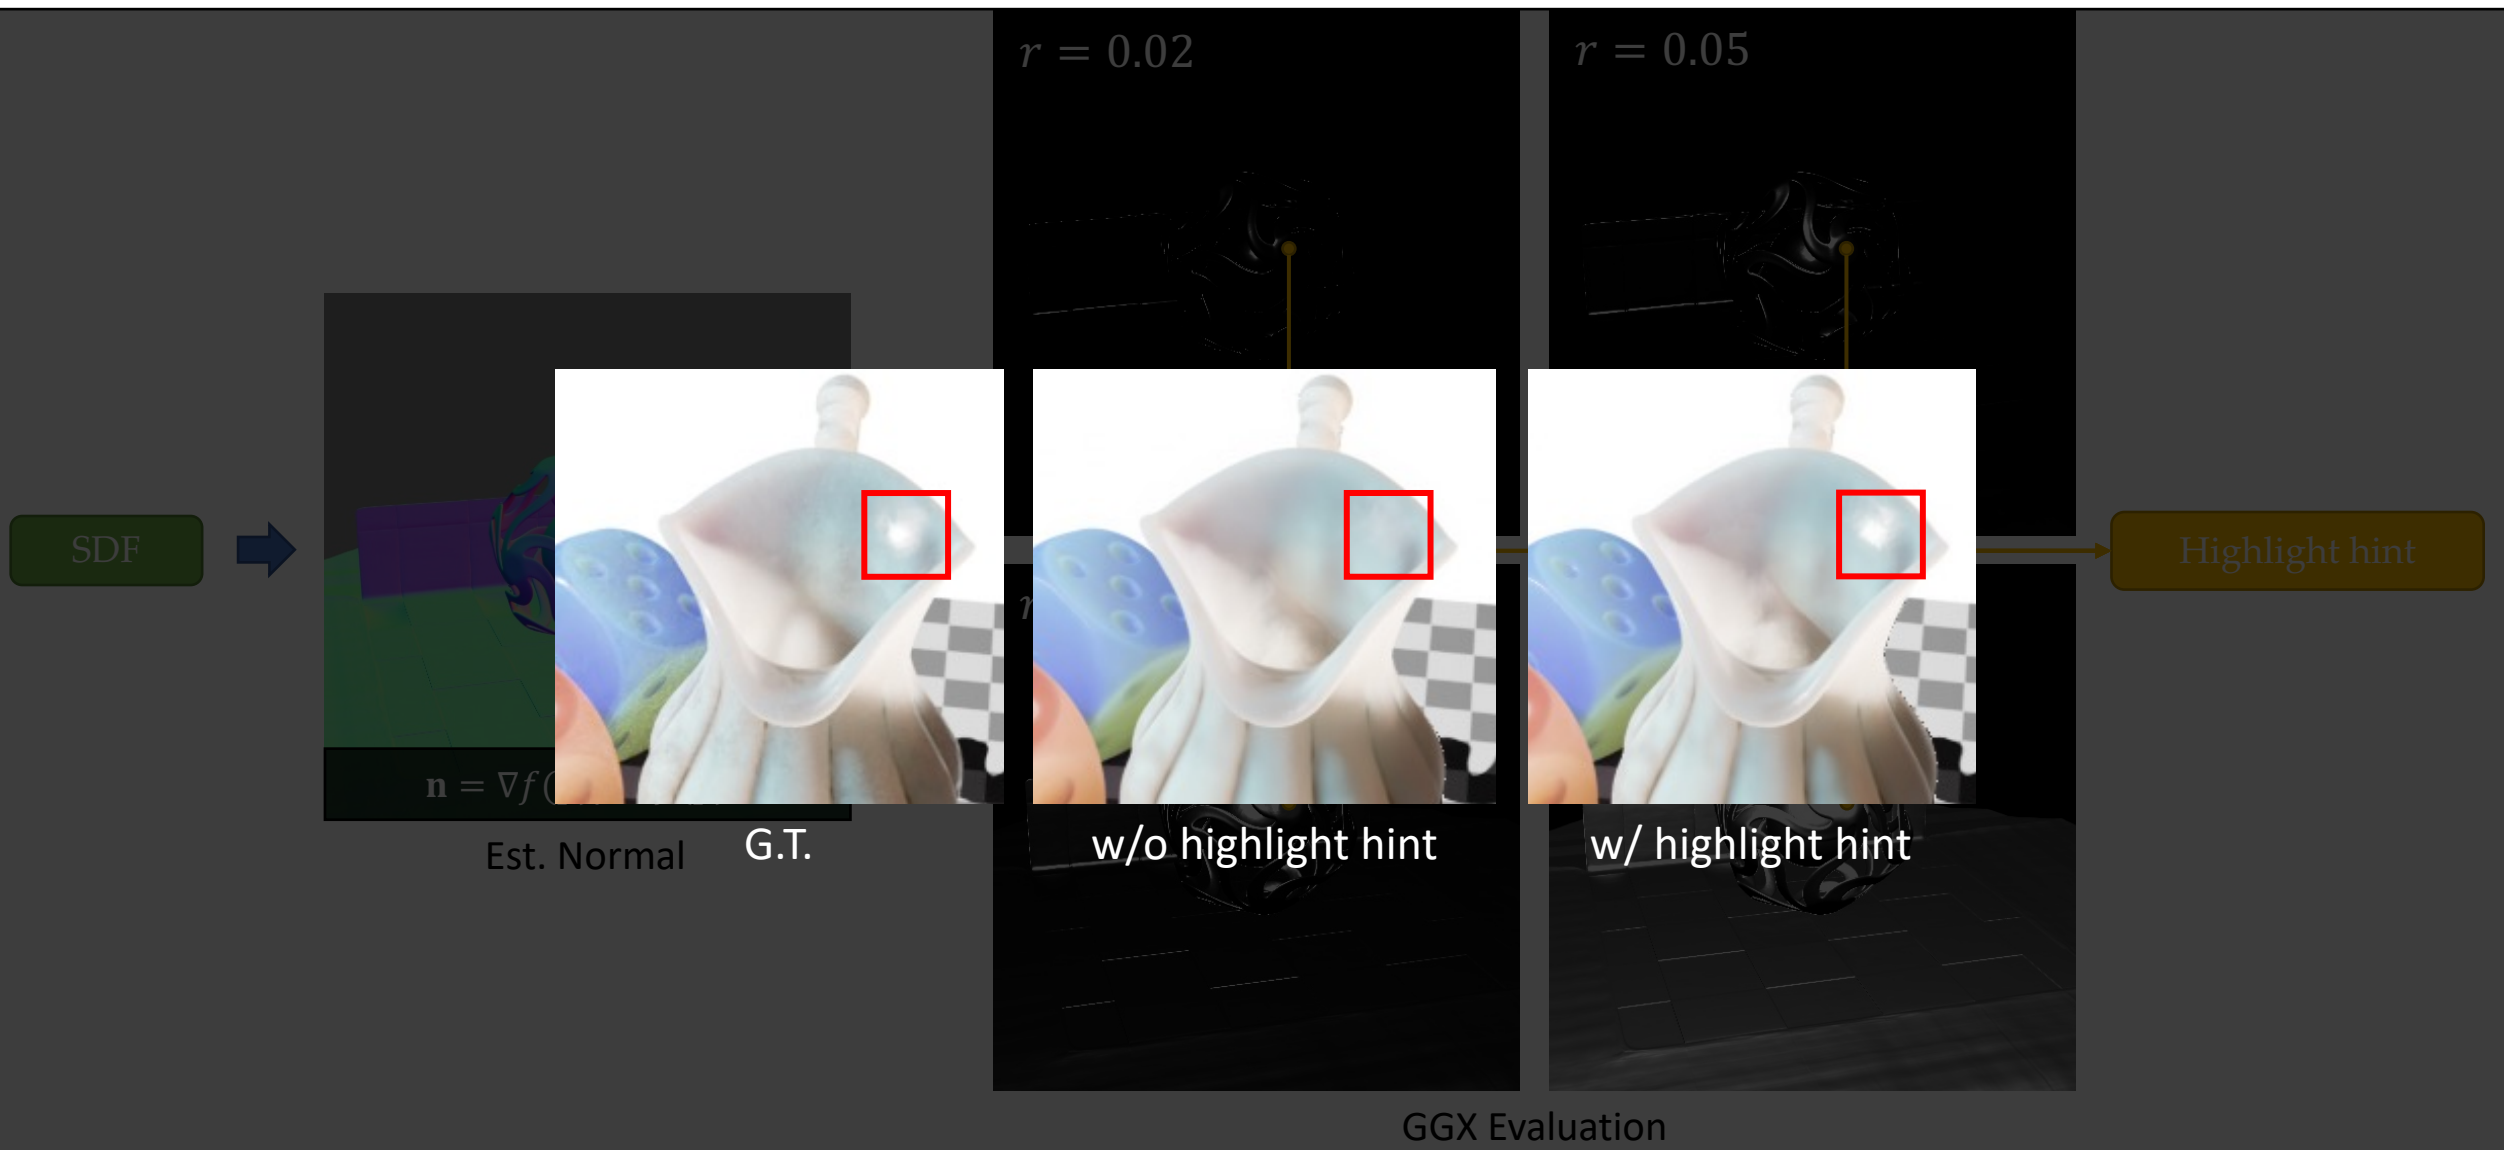 r = 0.02
r = 0.05
SDF
Highlight hint
n = ∇f(
Est. Normal
G.T.
w/o highlight hint
w/ highlight hint
GGX Evaluation